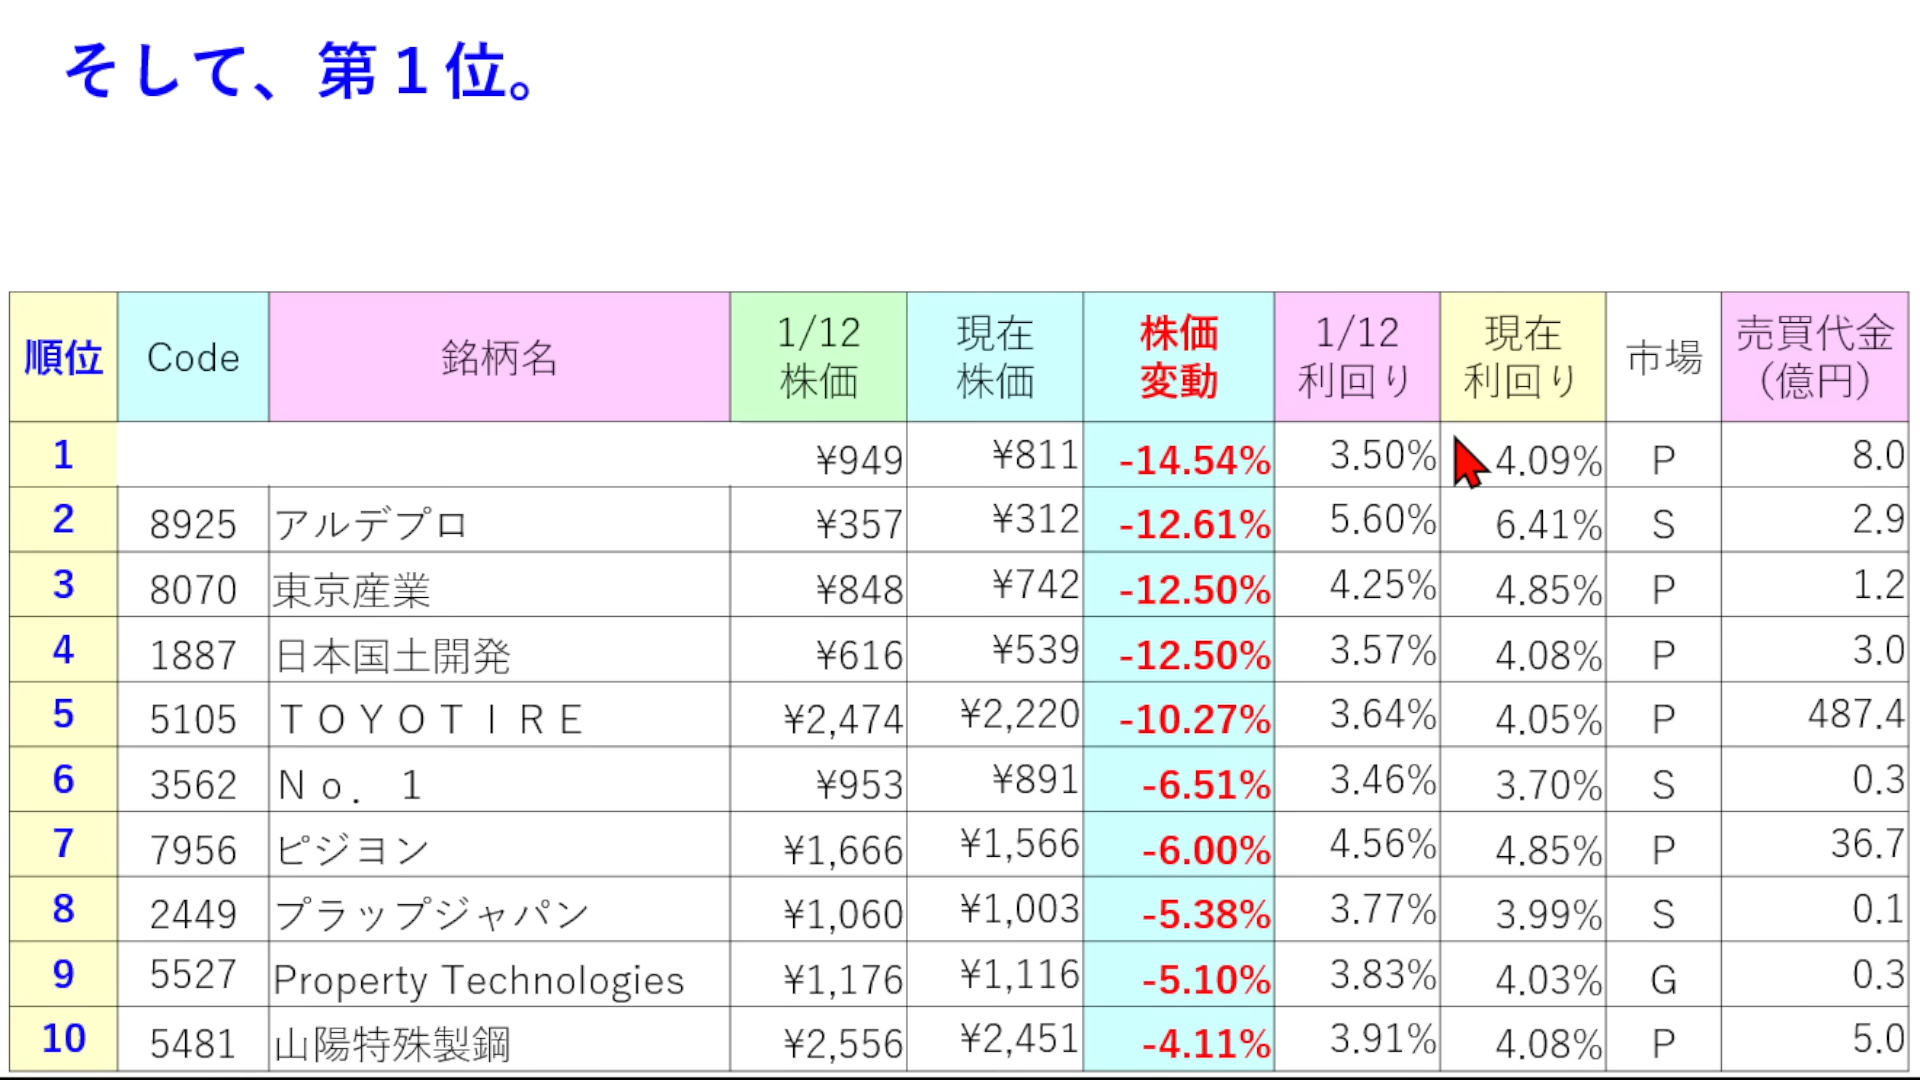 そして、第１位。
順位 Code 銘柄名 1/12 株価 現在 株価 株価 変動 1/12 利回り 現在 利回り 市場 売買代金 （億円）
1 ¥949 ¥811 -14.54% 3.50% 4.09% P 8.0
2 8925 アルデプロ ¥357 ¥312 -12.61% 5.60% 6.41% S 2.9
3 8070 東京産業 ¥848 ¥742 -12.50% 4.25% 4.85% P 1.2
4 1887 日本国土開発 ¥616 ¥539 -12.50% 3.57% 4.08% P 3.0
5 5105 ＴＯＹＯＴＩＲＥ ¥2,474 ¥2,220 -10.27% 3.64% 4.05% P 487.4
6 3562 Ｎｏ．１ ¥953 ¥891 -6.51% 3.46% 3.70% S 0.3
7 7956 ピジョン ¥1,666 ¥1,566 -6.00% 4.56% 4.85% P 36.7
8 2449 プラップジャパン ¥1,060 ¥1,003 -5.38% 3.77% 3.99% S 0.1
9 5527 Property Technologies ¥1,176 ¥1,116 -5.10% 3.83% 4.03% G 0.3
10 5481 山陽特殊製鋼 ¥2,556 ¥2,451 -4.11% 3.91% 4.08% P 5.0